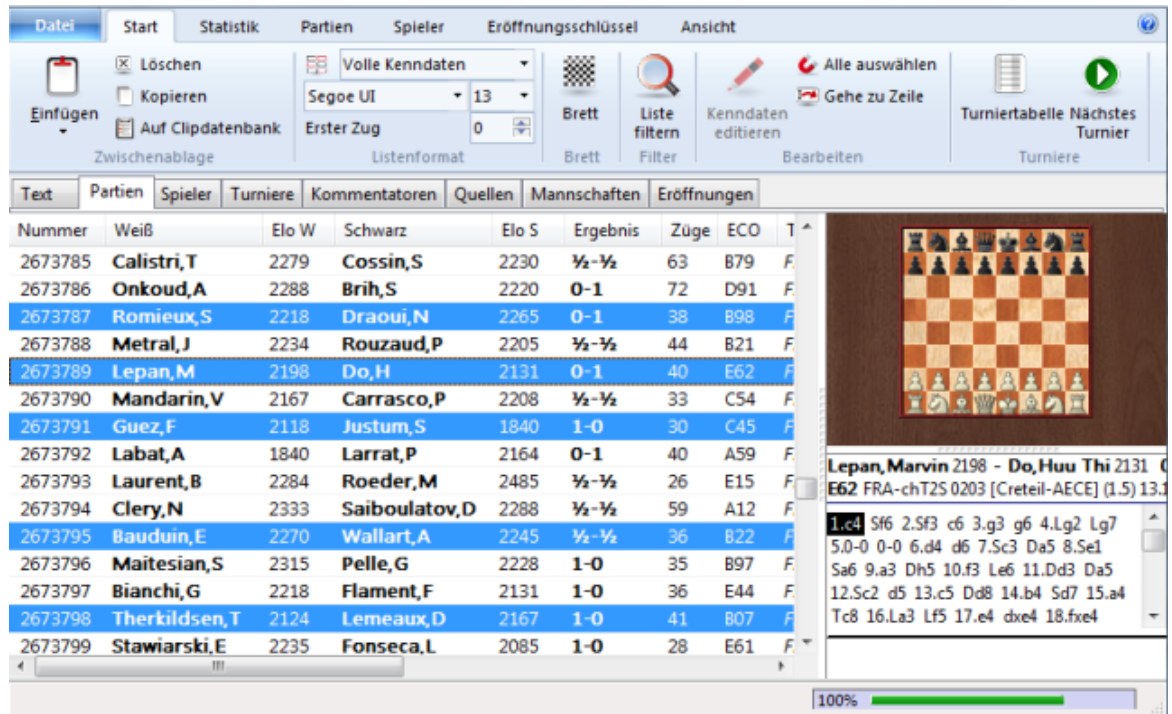 Datei Start Statistik Partien Spieler Eröffnungsschlüssel Ansicht
Einfügen
Löschen
Kopieren
Auf Clipdatenbank
Zwischenablage
Volle Kenndaten
Segoe UI 13
Erster Zug 0
Listenformat
Brett
Brett
Liste filtern
Filter
Kenndaten editieren
Alle auswählen
Gehe zu Zeile
Bearbeiten
Turniertabelle Nächstes Turnier
Turniere
Text Partien Spieler Turniere Kommentatoren Quellen Mannschaften Eröffnungen
Nummer Weiß Elo W Schwarz Elo S Ergebnis Züge ECO T
2673785 Calistri,T 2279 Cossin,S 2230 ½-½ 63 B79 F
2673786 Onkoud,A 2288 Brih,S 2220 0-1 72 D91 F
2673787 Romieux,S 2218 Draoui,N 2265 0-1 38 B98 F
2673788 Metral,J 2234 Rouzaud,P 2205 ½-½ 44 B21 F
2673789 Lepan,M 2198 Do,H 2131 0-1 40 E62 F
2673790 Mandarin,V 2167 Carrasco,P 2208 ½-½ 33 C54 F
2673791 Guez,F 2118 Justum,S 1840 1-0 30 C45 F
2673792 Labat,A 1840 Larrat,P 2164 0-1 40 A59 F
2673793 Laurent,B 2284 Roeder,M 2485 ½-½ 26 E15 F
2673794 Clery,N 2333 Saiboulatov,D 2288 ½-½ 59 A12 F
2673795 Bauduin,E 2270 Wallart,A 2245 ½-½ 36 B22 F
2673796 Maitesian,S 2315 Pelle,G 2228 1-0 35 B97 F
2673797 Bianchi,G 2218 Flament,F 2131 1-0 36 E44 F
2673798 Therkildsen,T 2124 Lemeaux,D 2167 1-0 41 B07 F
2673799 Stawiarski,E 2235 Fonseca,L 2085 1-0 28 E61 F
Lepan,Marvin 2198 - Do,Huu Thi 2131
E62 FRA-chT2S 0203 [Creteil-AECE] (1.5) 13.1
1.c4 Sf6 2.Sf3 c6 3.g3 g6 4.Lg2 Lg7
5.0-0 0-0 6.d4 d6 7.Sc3 Da5 8.Se1
Sa6 9.a3 Dh5 10.f3 Le6 11.Dd3 Da5
12.Sc2 d5 13.c5 Dd8 14.b4 Sd7 15.a4
Tc8 16.La3 Lf5 17.e4 dxe4 18.fxe4
100%